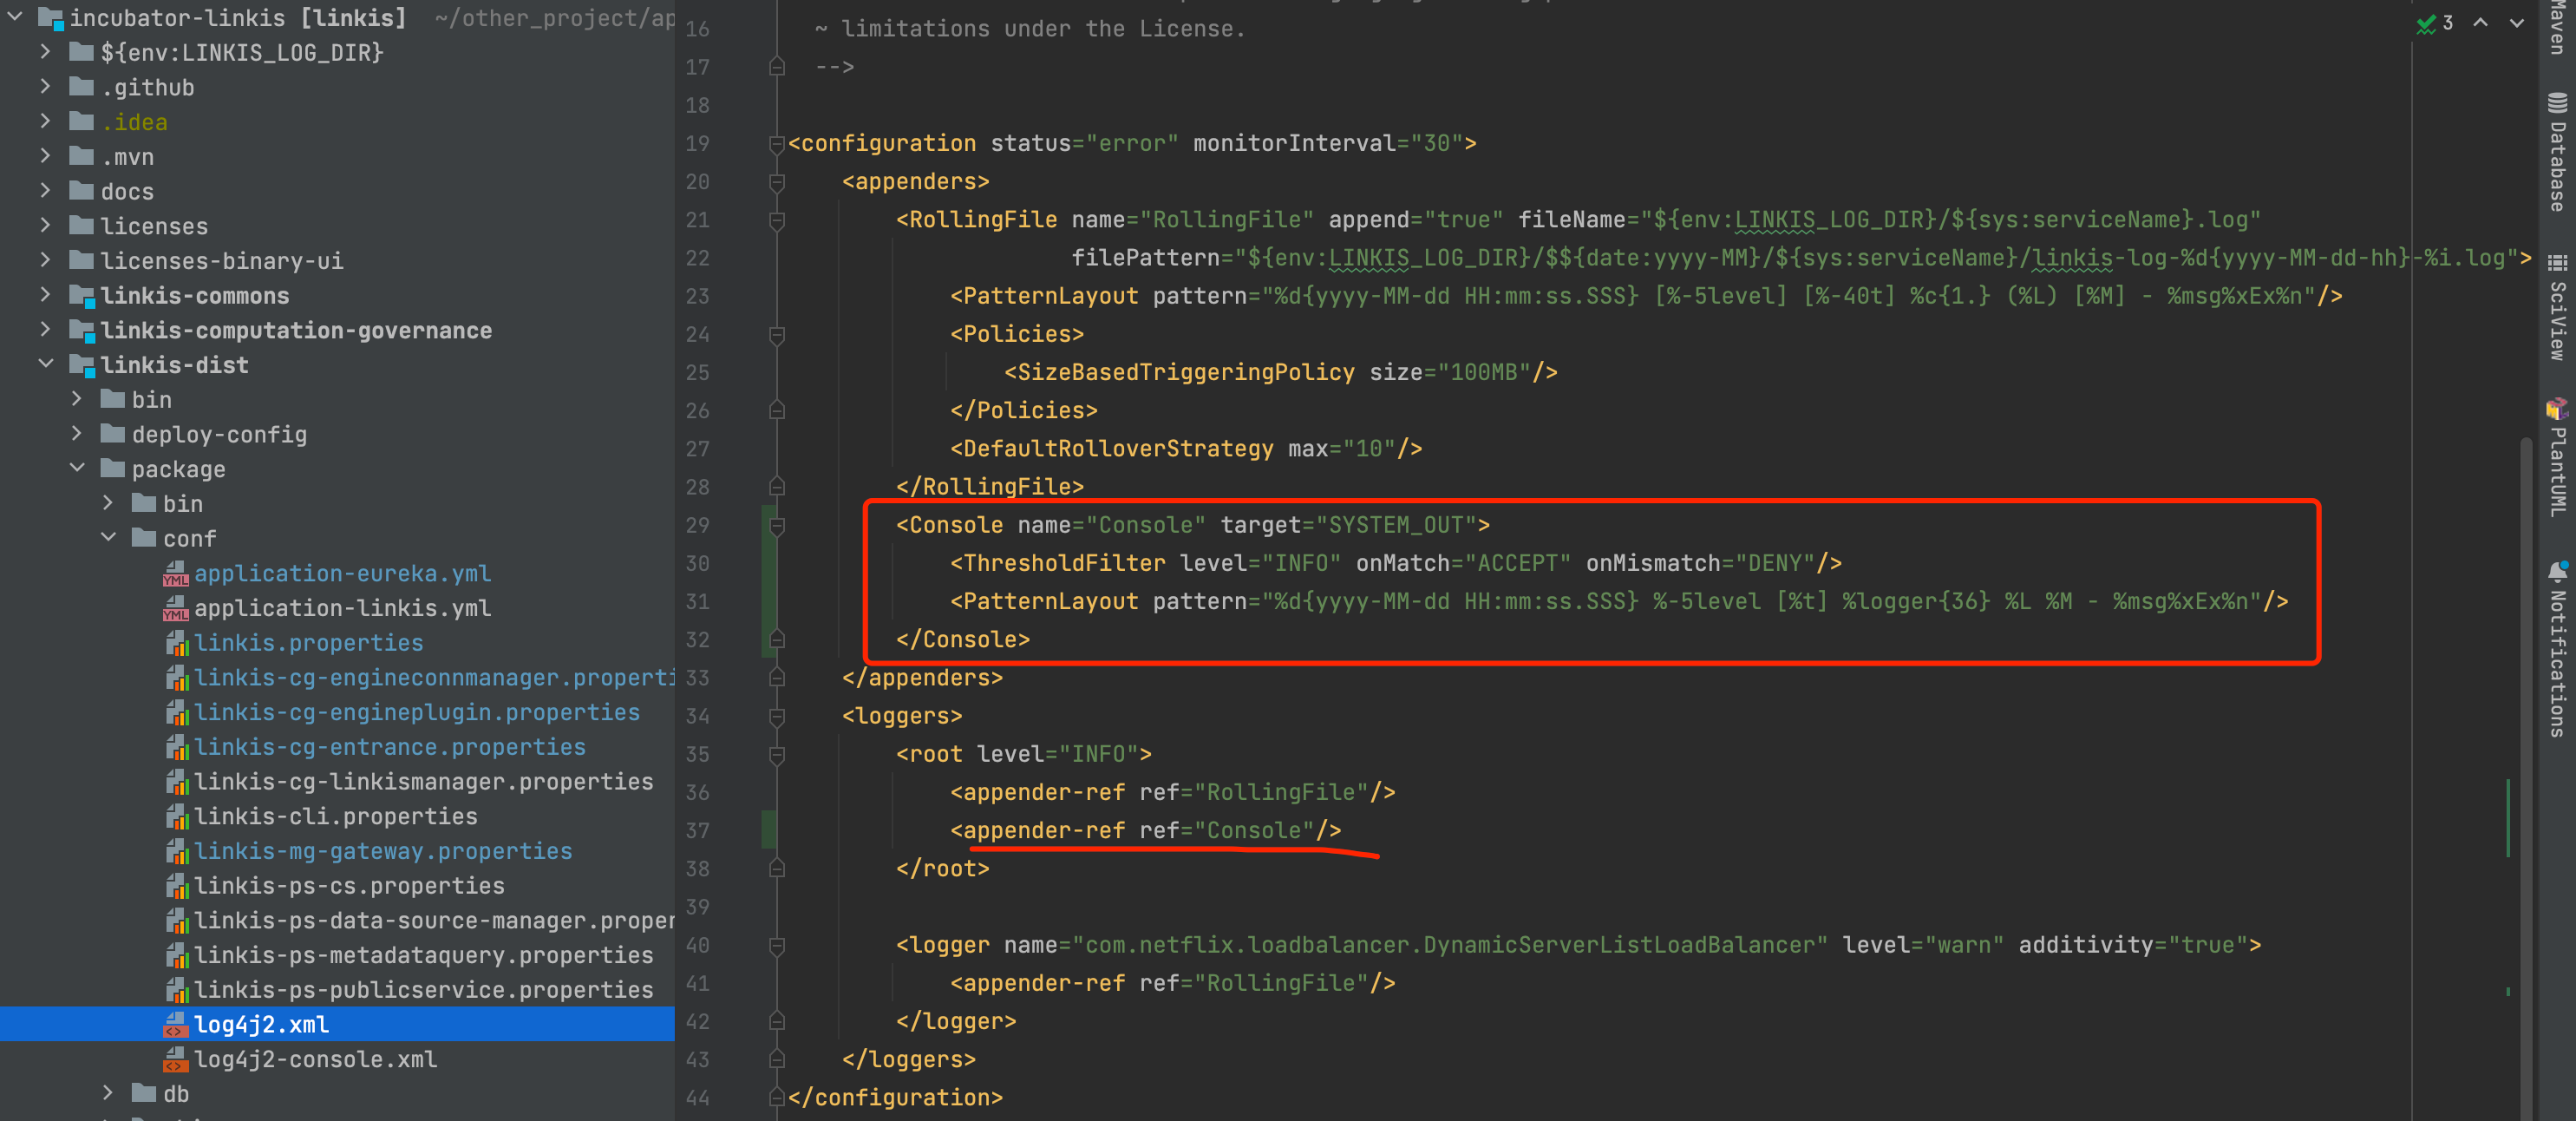 incubator-linkis [linkis] ~/other_project/ap
${env:LINKIS_LOG_DIR}
.github
.idea
.mvn
docs
licenses
licenses-binary-ui
linkis-commons
linkis-computation-governance
linkis-dist
bin
deploy-config
package
bin
conf
application-eureka.yml
application-linkis.yml
linkis.properties
linkis-cg-engineconnmanager.properti
linkis-cg-engineplugin.properties
linkis-cg-entrance.properties
linkis-cg-linkismanager.properties
linkis-cli.properties
linkis-mg-gateway.properties
linkis-ps-cs.properties
linkis-ps-data-source-manager.proper
linkis-ps-metadataquery.properties
linkis-ps-publicservice.properties
log4j2.xml
log4j2-console.xml
db
16 ~ limitations under the License.
17 -->
18
19 <configuration status="error" monitorInterval="30">
20 <appenders>
21 <RollingFile name="RollingFile" append="true" fileName="${env:LINKIS_LOG_DIR}/${sys:serviceName}.log"
22 filePattern="${env:LINKIS_LOG_DIR}/$${date:yyyy-MM}/${sys:serviceName}/linkis-log-%d{yyyy-MM-dd-hh}-%i.log">
23 <PatternLayout pattern="%d{yyyy-MM-dd HH:mm:ss.SSS} [%-5level] [%-40t] %c{1.} (%L) [%M] - %msg%xEx%n"/>
24 <Policies>
25 <SizeBasedTriggeringPolicy size="100MB"/>
26 </Policies>
27 <DefaultRolloverStrategy max="10"/>
28 </RollingFile>
29 <Console name="Console" target="SYSTEM_OUT">
30 <ThresholdFilter level="INFO" onMatch="ACCEPT" onMismatch="DENY"/>
31 <PatternLayout pattern="%d{yyyy-MM-dd HH:mm:ss.SSS} %-5level [%t] %logger{36} %L %M - %msg%xEx%n"/>
32 </Console>
33 </appenders>
34 <loggers>
35 <root level="INFO">
36 <appender-ref ref="RollingFile"/>
37 <appender-ref ref="Console"/>
38 </root>
39
40 <logger name="com.netflix.loadbalancer.DynamicServerListLoadBalancer" level="warn" additivity="true">
41 <appender-ref ref="RollingFile"/>
42 </logger>
43 </loggers>
44 </configuration>
3
Maven
Database
SciView
PlantUML
Notifications